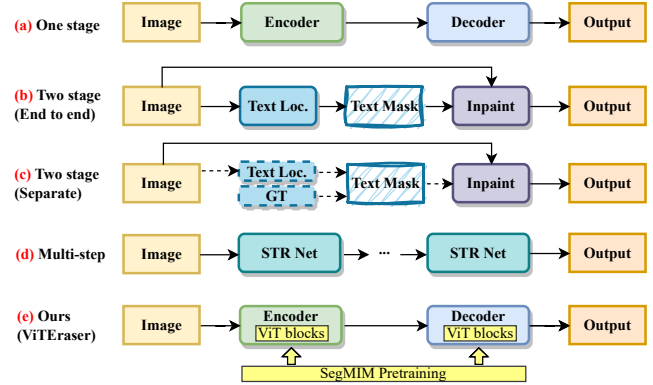 (a) One stage Image Encoder Decoder Output
(b) Two stage
(End to end)
Image Text Loc. Text Mask Inpaint Output
(c) Two stage
(Separate)
Image Text Loc. GT Text Mask Inpaint Output
(d) Multi-step Image STR Net ... STR Net Output
(e) Ours
(ViTEraser)
Image Encoder Decoder Output
ViT blocks ViT blocks
SegMIM Pretraining